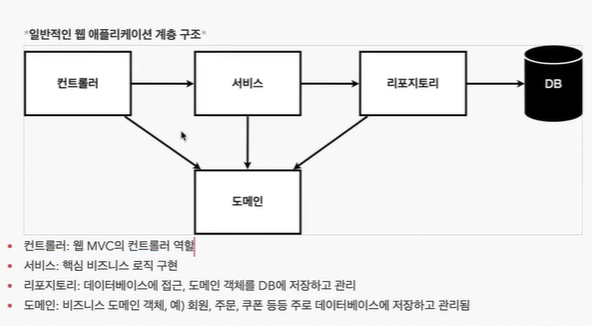 *일반적인 웹 애플리케이션 계층 구조*
컨트롤러
서비스
리포지토리
DB
도메인
• 컨트롤러: 웹 MVC의 컨트롤러 역할
• 서비스: 핵심 비즈니스 로직 구현
• 리포지토리: 데이터베이스에 접근, 도메인 객체를 DB에 저장하고 관리
• 도메인: 비즈니스 도메인 객체, 예) 회원, 주문, 쿠폰 등등 주로 데이터베이스에 저장하고 관리됨